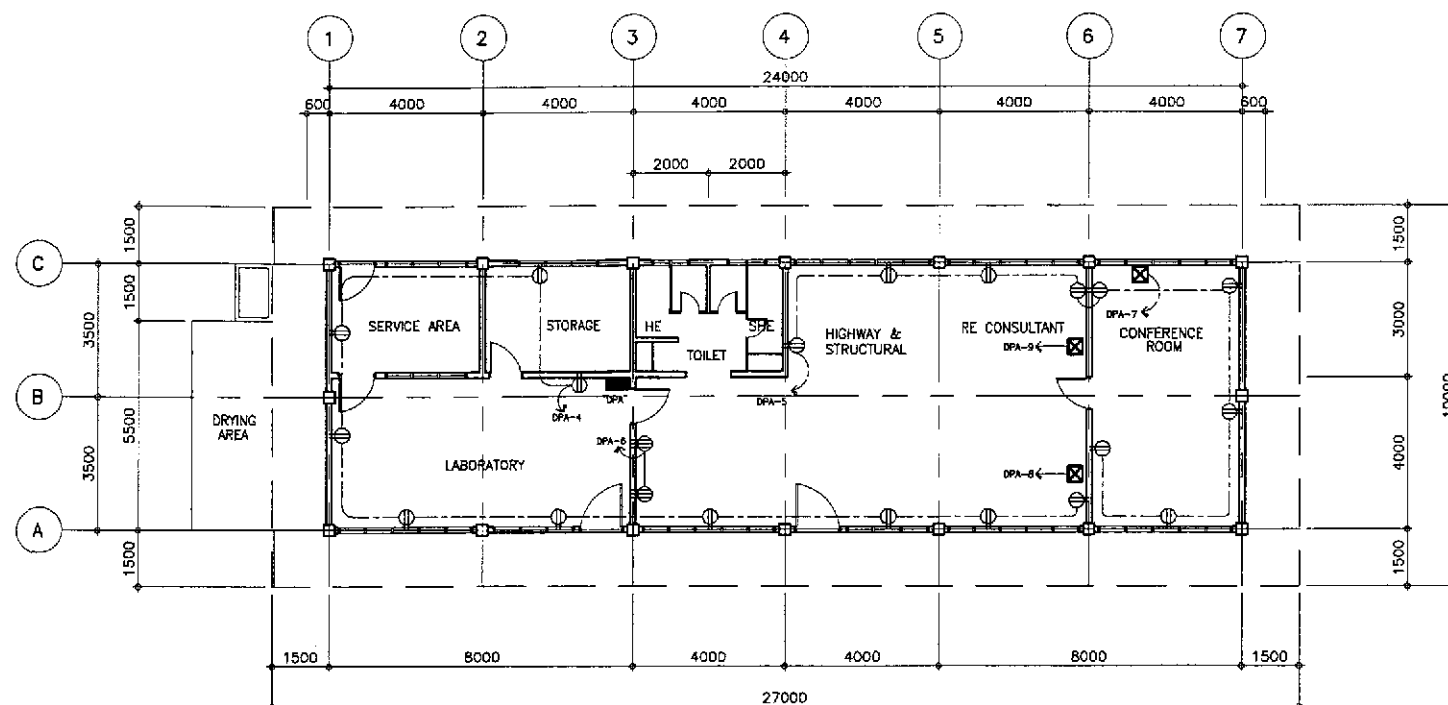 1
2
3
4
5
6
7
24000
600
4000
4000
4000
4000
4000
4000
600
2000
2000
1500
1500
C
1500
3500
SERVICE AREA
STORAGE
HE
SHE
TOILET
HIGHWAY &
STRUCTURAL
RE CONSULTANT
DPA-9
DPA-7
CONFERENCE
ROOM
3000
B
"DPA"
DPA-4
DPA-5
DRYING
AREA
5500
DPA-6
3500
LABORATORY
DPA-8
4000
A
1500
1500
1500
8000
4000
4000
8000
1500
27000